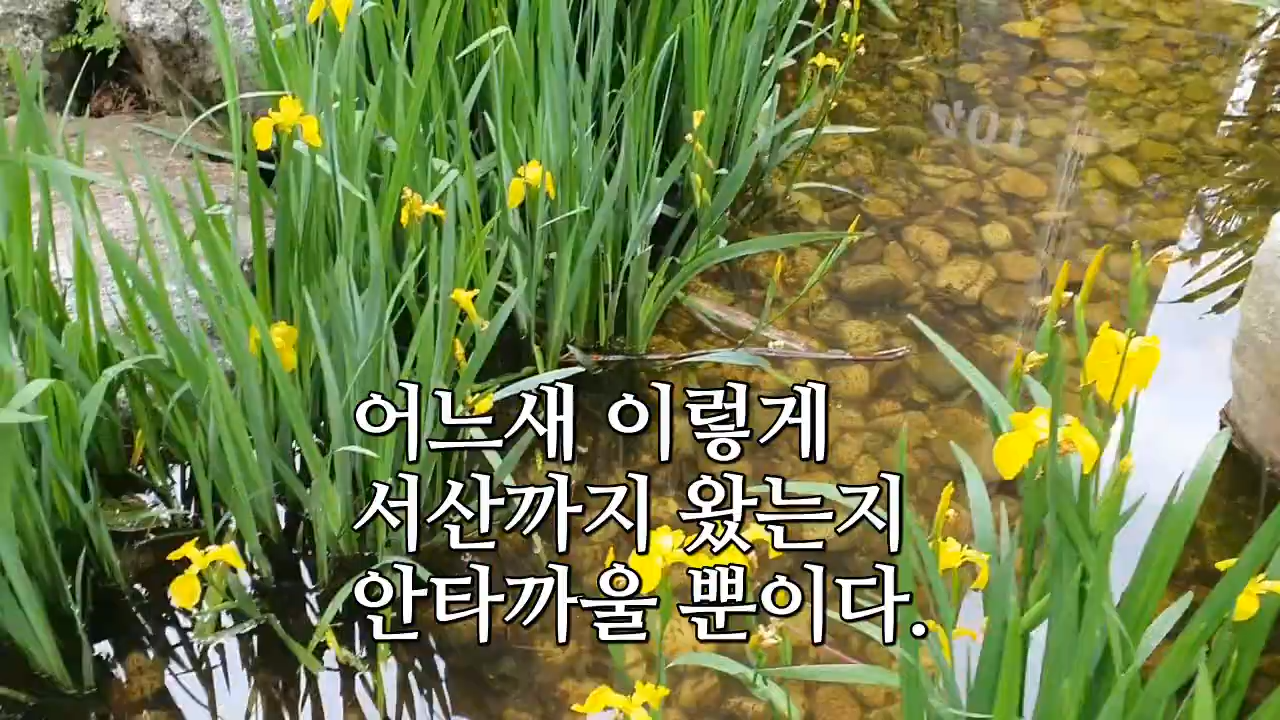 어느새 이렇게
서산까지 왔는지
안타까울 뿐이다.